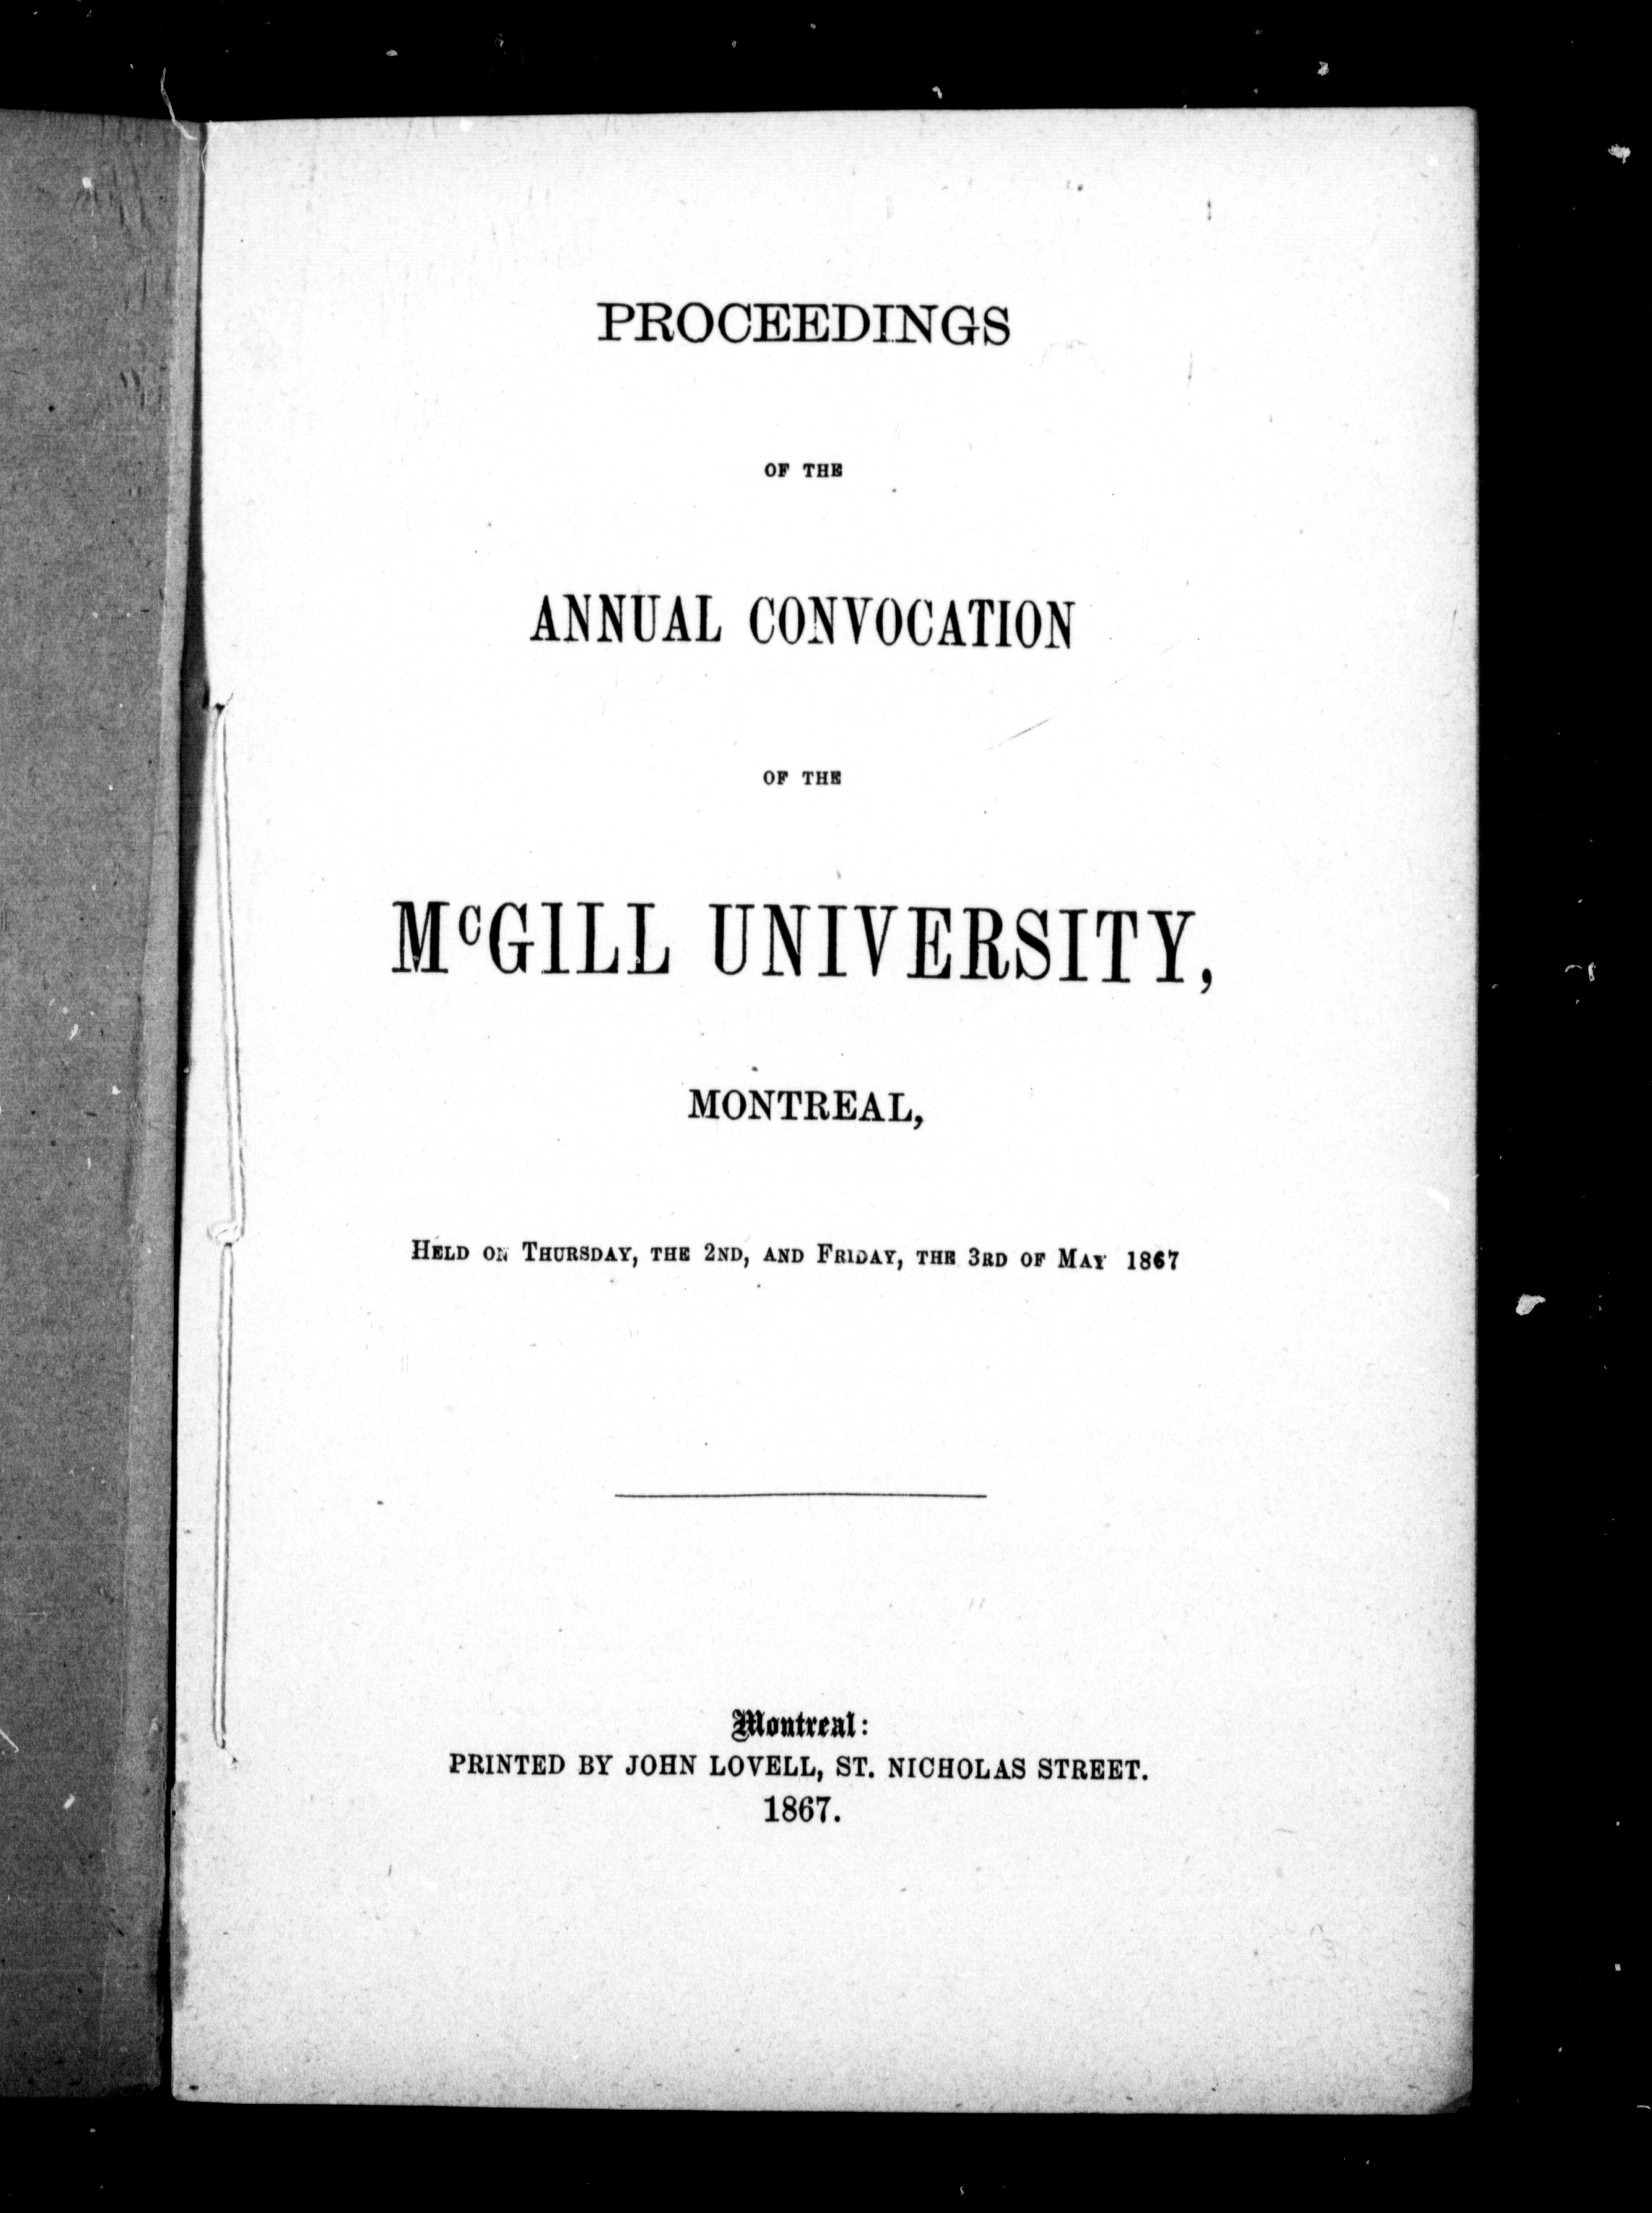 PROCEEDINGS
OF THE
ANNUAL CONVOCATION
OF THE
McGILL UNIVERSITY,
MONTREAL,
HELD ON THURSDAY, THE 2ND, AND FRIDAY, THE 3RD OF MAY 1867
Montreal:
PRINTED BY JOHN LOVELL, ST. NICHOLAS STREET.
1867.